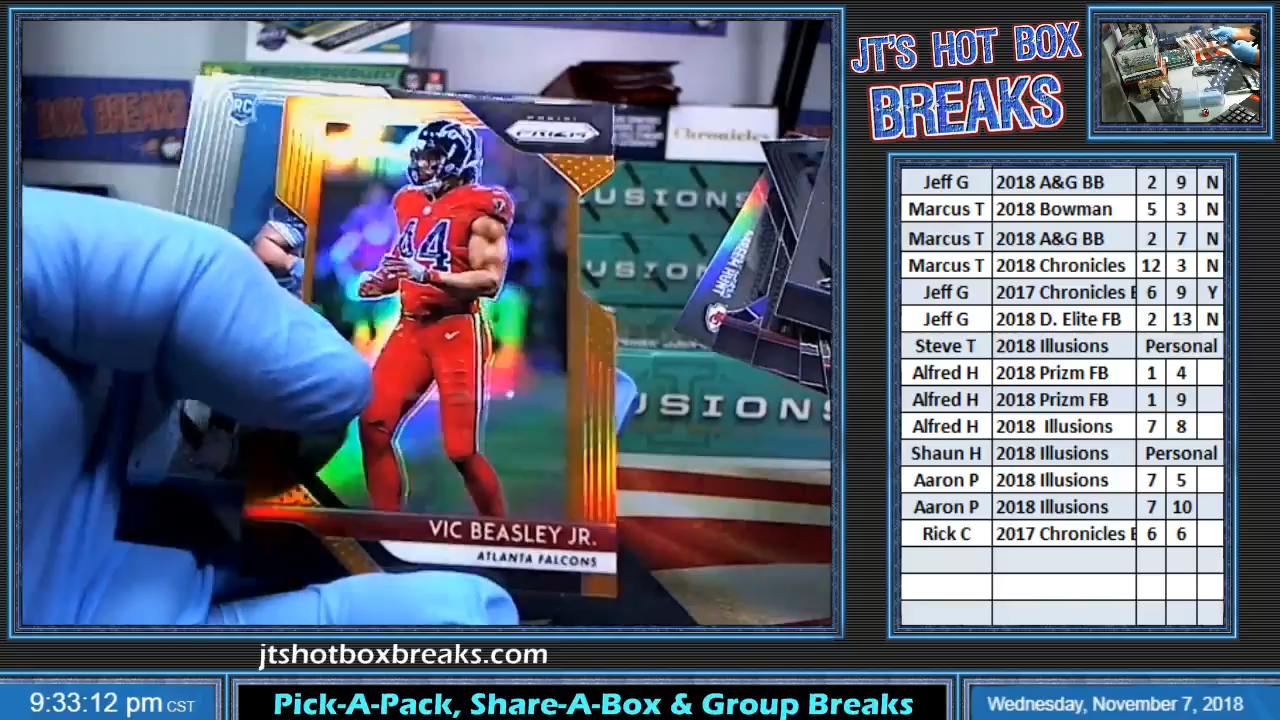 JT'S HOT BOX
BREAKS
BOX BREAKS
RC
PANINI
PRIZM
Chronicles
USIONS
USIONS
USIONS
44
VIC BEASLEY JR.
ATLANTA FALCONS
Jeff G 2018 A&G BB 2 9 N
Marcus T 2018 Bowman 5 3 N
Marcus T 2018 A&G BB 2 7 N
Marcus T 2018 Chronicles 12 3 N
Jeff G 2017 Chronicles B 6 9 Y
Jeff G 2018 D. Elite FB 2 13 N
Steve T 2018 Illusions Personal
Alfred H 2018 Prizm FB 1 4
Alfred H 2018 Prizm FB 1 9
Alfred H 2018 Illusions 7 8
Shaun H 2018 Illusions Personal
Aaron P 2018 Illusions 7 5
Aaron P 2018 Illusions 7 10
Rick C 2017 Chronicles B 6 6
jtshotboxbreaks.com
9:33:12 pm CST
Pick-A-Pack, Share-A-Box & Group Breaks
Wednesday, November 7, 2018